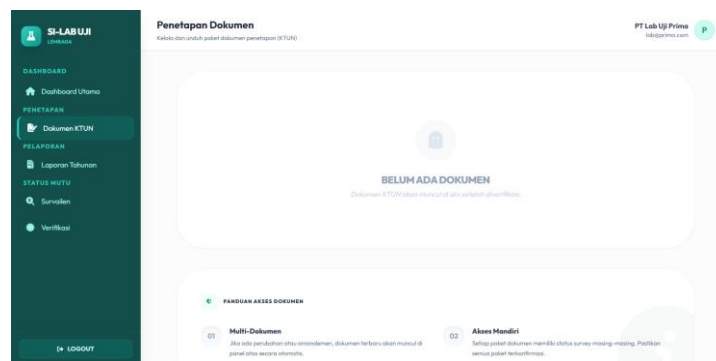 SI-LAB UJI
LEMBAGA
DASHBOARD
Dashboard Utama
PENETAPAN
Dokumen KTUN
PELAPORAN
Laporan Tahunan
STATUS MUTU
Survailen
Verifikasi
LOGOUT
Penetapan Dokumen
Kelola dan unduh paket dokumen penetapan (KTUN)
PT Lab Uji Prima
lab@prima.com
P
BELUM ADA DOKUMEN
Dokumen KTUN akan muncul di sini setelah diverifikasi.
PANDUAN AKSES DOKUMEN
01
Multi-Dokumen
Jika ada perubahan atau amandemen, dokumen terbaru akan muncul di
panel atas secara otomatis.
02
Akses Mandiri
Setiap paket dokumen memiliki status survey masing-masing. Pastikan
semua paket terkonfirmasi.